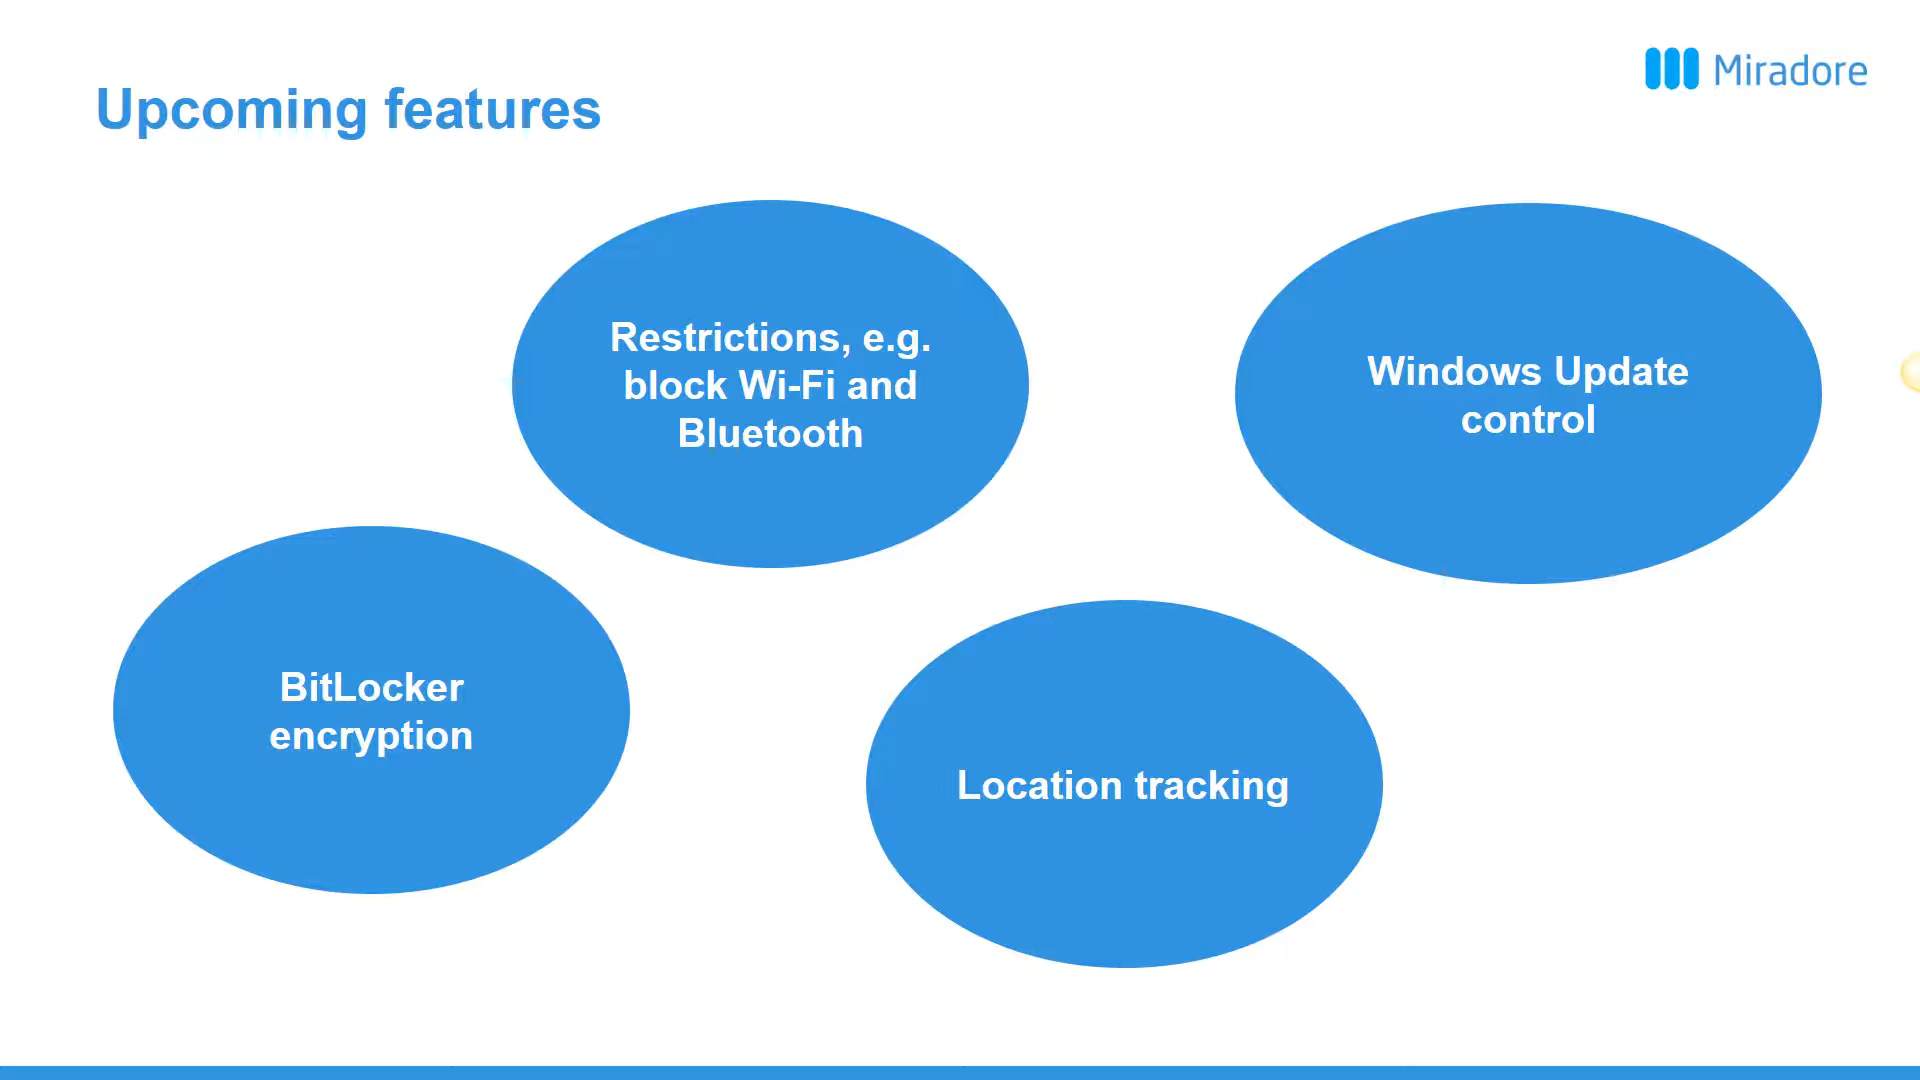 Miradore
Upcoming features
Restrictions, e.g.
block Wi-Fi and
Bluetooth
Windows Update
control
BitLocker
encryption
Location tracking